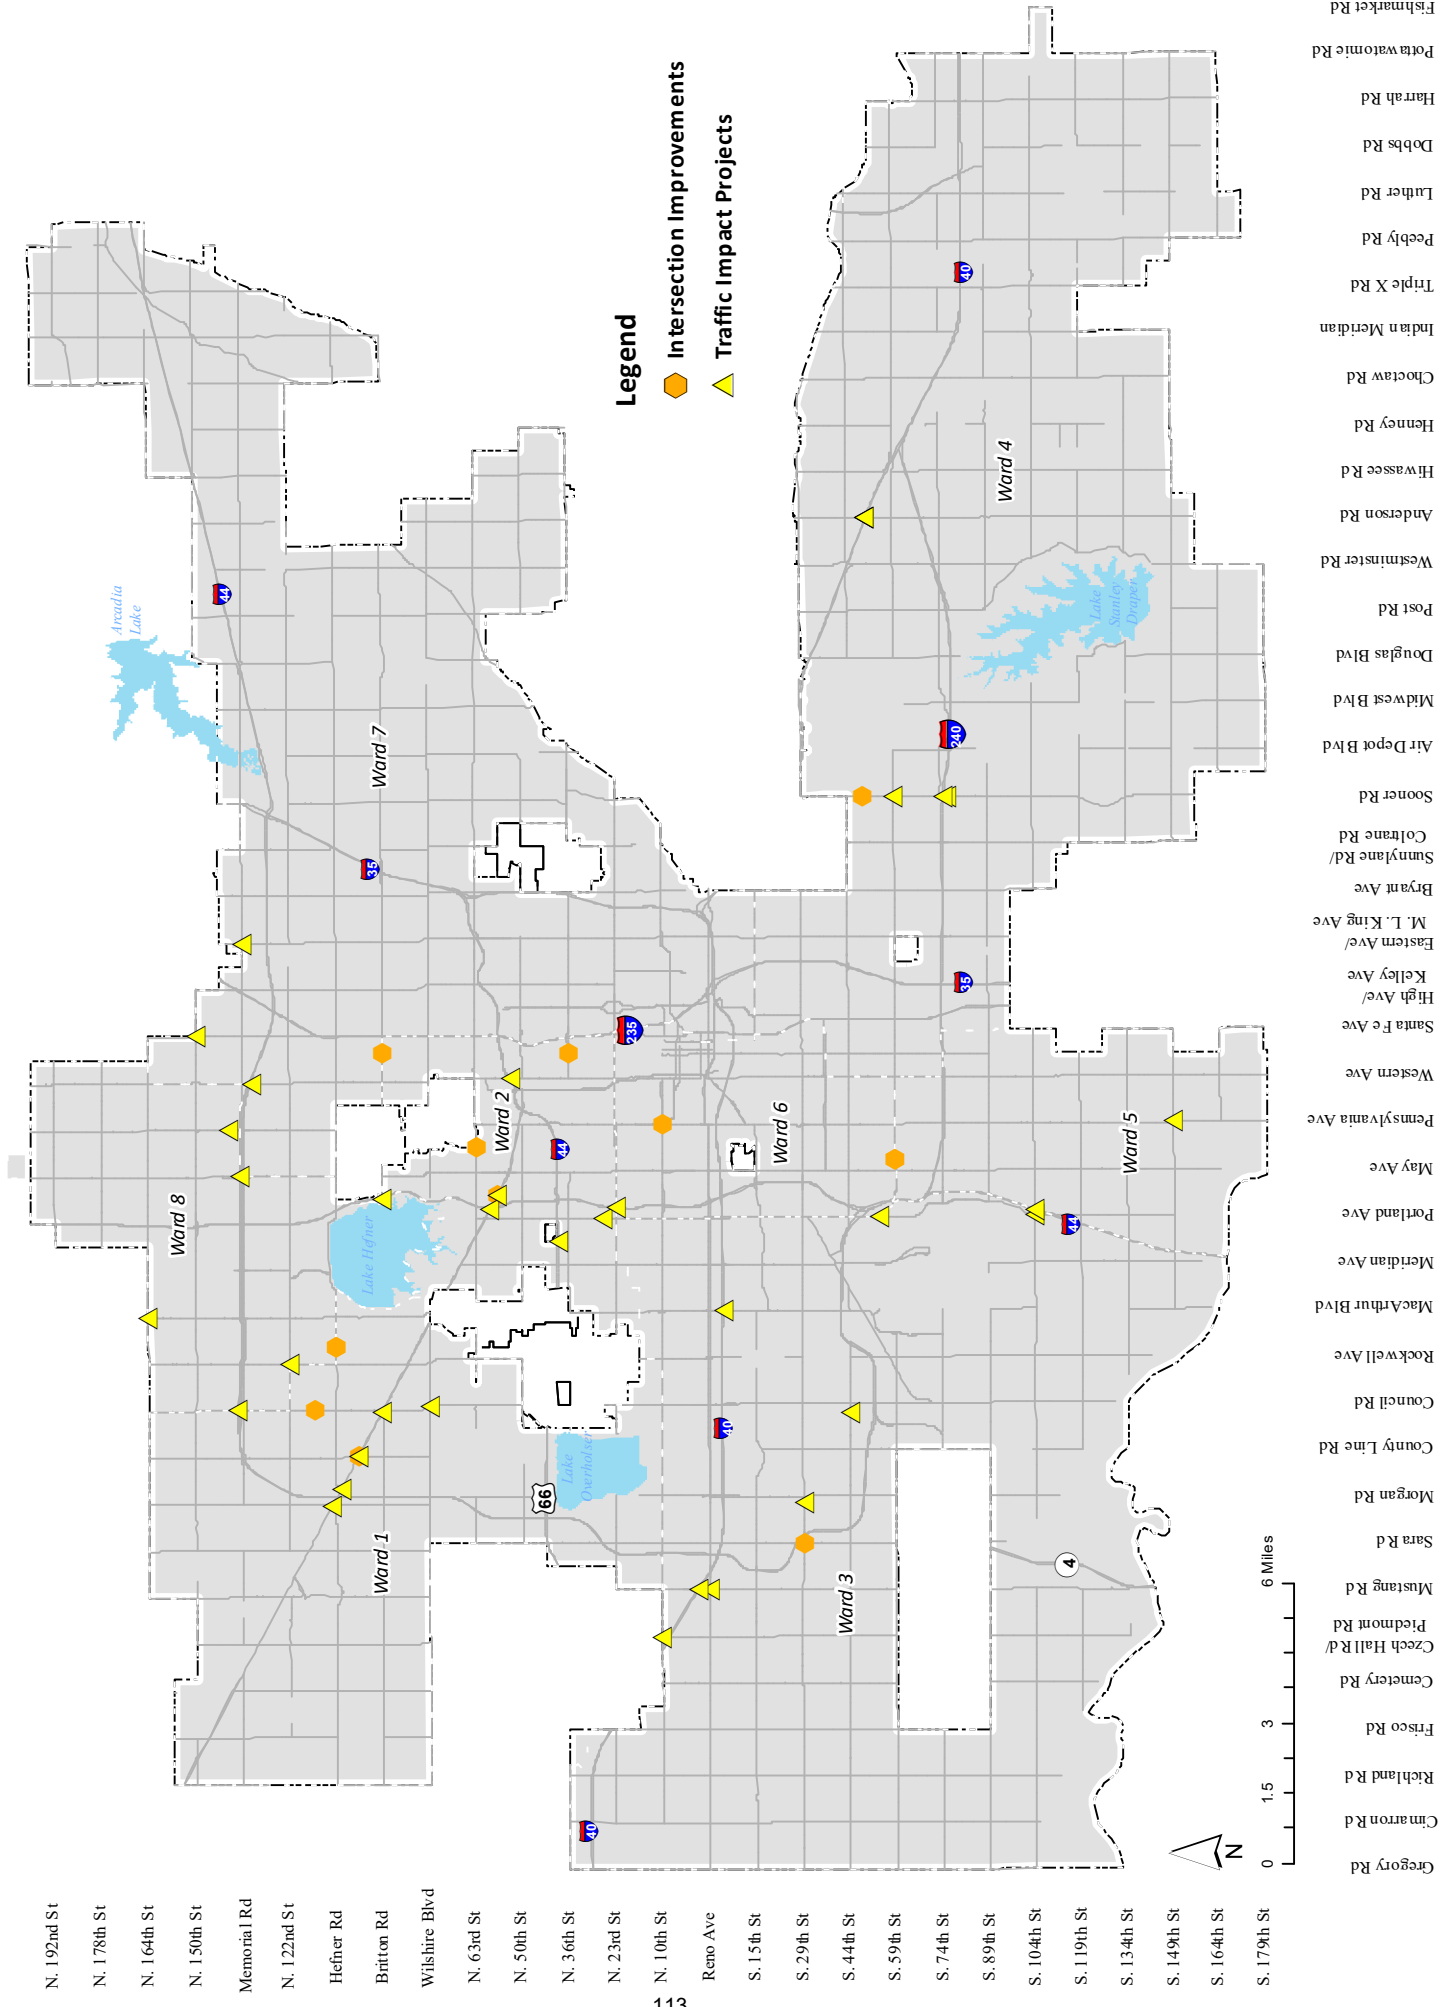 Legend
Intersection Improvements
Traffic Impact Projects
Arcadia
Lake
Ward 7
Ward 8
Ward 2
Ward 1
Ward 6
Ward 3
Ward 4
Ward 5
Lake Hefner
Lake
Overholser
Lake
Stanley
Draper
44
35
235
44
66
40
40
40
240
35
44
4
N. 192nd St
N. 178th St
N. 164th St
N. 150th St
Memorial Rd
N. 122nd St
Hefner Rd
Britton Rd
Wilshire Blvd
N. 63rd St
N. 50th St
N. 36th St
N. 23rd St
N. 10th St
Reno Ave
S. 15th St
S. 29th St
S. 44th St
S. 59th St
S. 74th St
S. 89th St
S. 104th St
S. 119th St
S. 134th St
S. 149th St
S. 164th St
S. 179th St
Gregory Rd
Cimarron Rd
Richland Rd
Frisco Rd
Cemetery Rd
Czech Hall Rd/
Piedmont Rd
Mustang Rd
Sara Rd
Morgan Rd
County Line Rd
Council Rd
Rockwell Ave
MacArthur Blvd
Meridian Ave
Portland Ave
May Ave
Pennsylvania Ave
Western Ave
Santa Fe Ave
High Ave/
Kelley Ave
Eastern Ave/
M. L. King Ave
Bryant Ave
Sunnylane Rd/
Coltrane Rd
Sooner Rd
Air Depot Blvd
Midwest Blvd
Douglas Blvd
Post Rd
Westminster Rd
Anderson Rd
Hiwassee Rd
Henney Rd
Choctaw Rd
Indian Meridian
Triple X Rd
Peebly Rd
Luther Rd
Dobbs Rd
Harrah Rd
Pottawatomie Rd
Fishmarket Rd
0 1.5 3 6 Miles
N
113